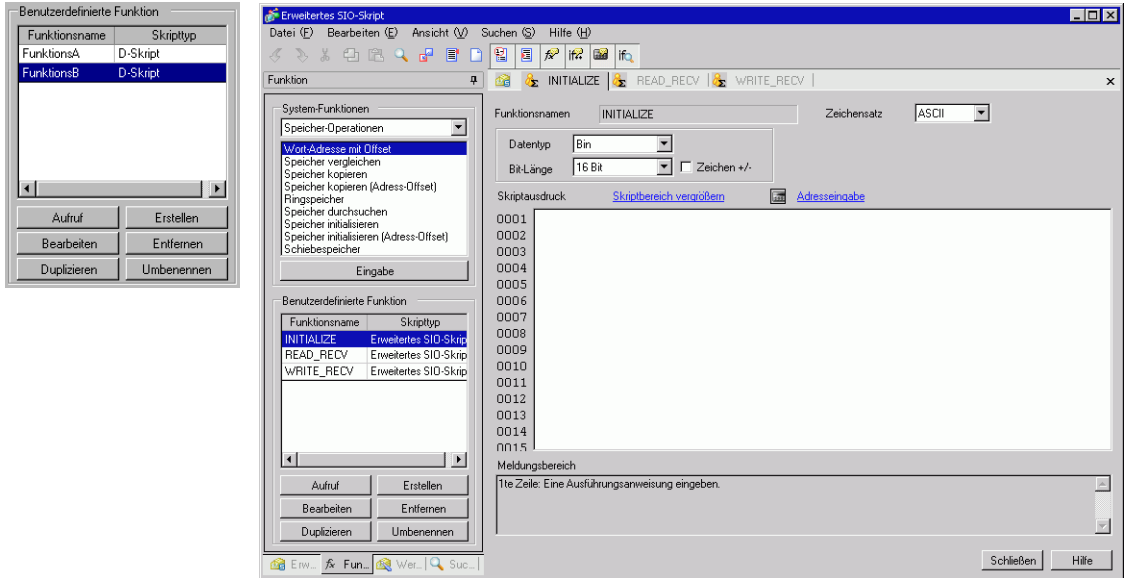 Benutzerdefinierte Funktion
Funktionsname Skripttyp
FunktionsA D-Skript
FunktionsB D-Skript
Aufruf Erstellen
Bearbeiten Entfernen
Duplizieren Umbenennen
Erweitertes SIO-Skript
Datei (F) Bearbeiten (E) Ansicht (V) Suchen (S) Hilfe (H)
Funktion
System-Funktionen
Speicher-Operationen
Wort-Adresse mit Offset
Speicher vergleichen
Speicher kopieren
Speicher kopieren (Adress-Offset)
Ringspeicher
Speicher durchsuchen
Speicher initialisieren
Speicher initialisieren (Adress-Offset)
Schiebespeicher
Eingabe
Benutzerdefinierte Funktion
Funktionsname Skripttyp
INITIALIZE Erweitertes SIO-Skrip
READ_RECV Erweitertes SIO-Skrip
WRITE_RECV Erweitertes SIO-Skrip
Aufruf Erstellen
Bearbeiten Entfernen
Duplizieren Umbenennen
Erw... fx Fun... Wer... Suc...
INITIALIZE READ_RECV WRITE_RECV
Funktionsnamen INITIALIZE Zeichensatz ASCII
Datentyp Bin
Bit-Länge 16 Bit Zeichen +/-
Skriptausdruck Skriptbereich vergrößern Adresseingabe
0001
0002
0003
0004
0005
0006
0007
0008
0009
0010
0011
0012
0013
0014
0015
Meldungsbereich
1te Zeile: Eine Ausführungsanweisung eingeben.
Schließen Hilfe